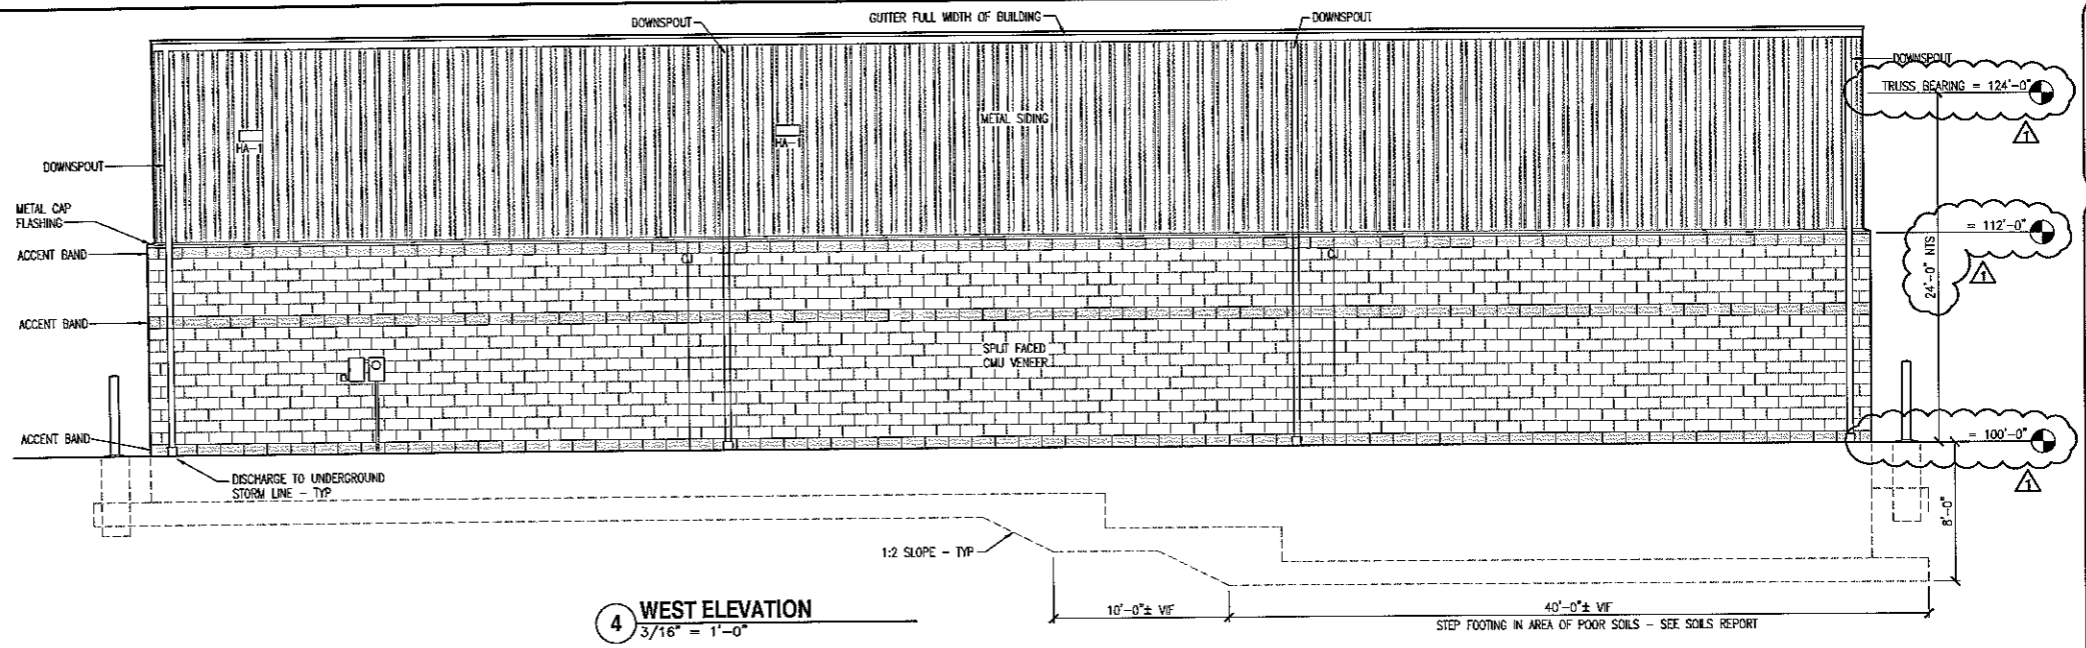 DOWNSPOUT
GUTTER FULL WIDTH OF BUILDING
DOWNSPOUT
DOWNSPOUT
TRUSS BEARING = 124'-0"
1
METAL SIDING
HA-1
HA-1
DOWNSPOUT
METAL CAP
FLASHING
ACCENT BAND
= 112'-0"
1
24'-0" NTS
ACCENT BAND
SPLIT FACED
CMU VENEER
ACCENT BAND
= 100'-0"
1
DISCHARGE TO UNDERGROUND
STORM LINE - TYP
8'-0"
1:2 SLOPE - TYP
10'-0"± VIF
40'-0"± VIF
STEP FOOTING IN AREA OF POOR SOILS - SEE SOILS REPORT
4 WEST ELEVATION
3/16" = 1'-0"